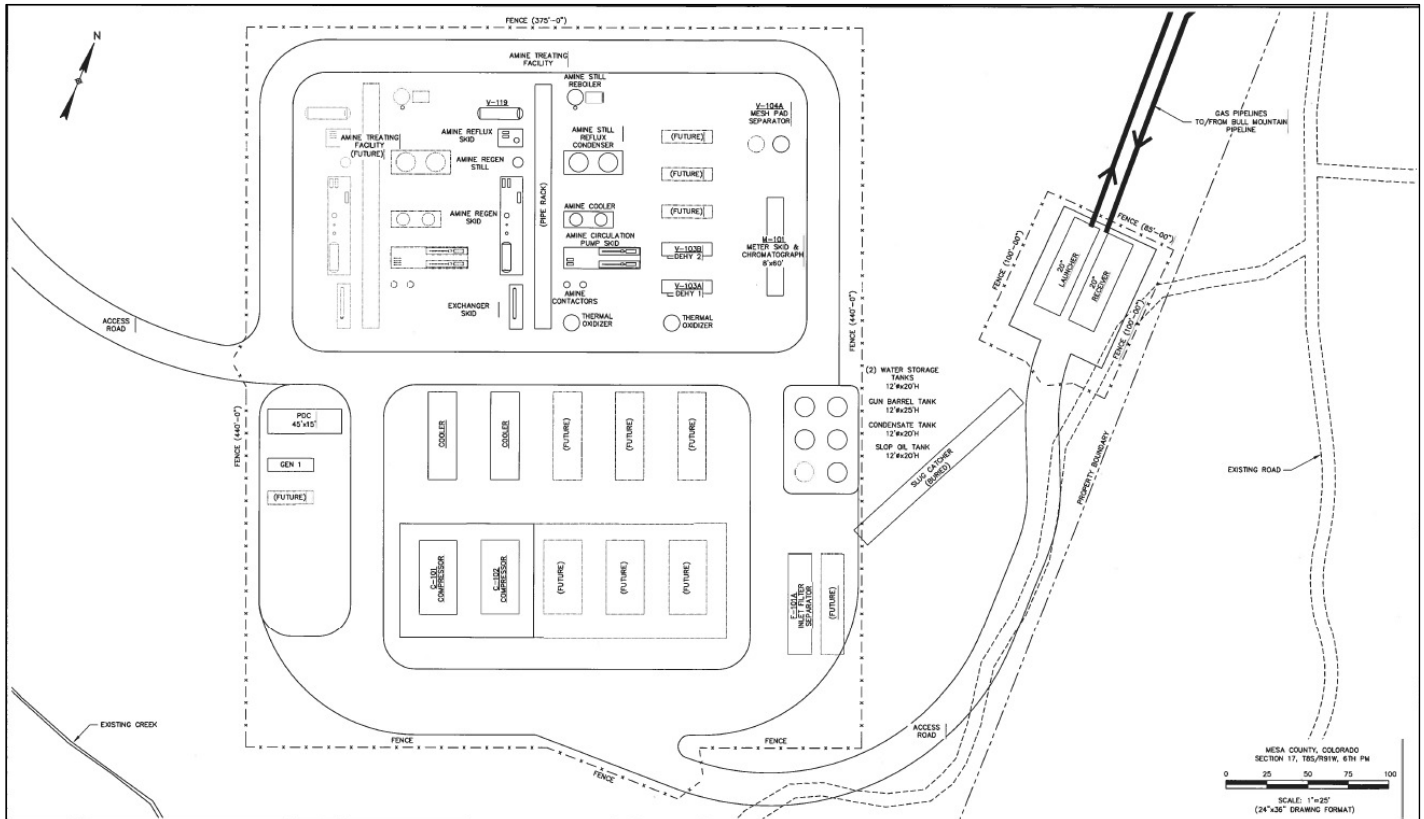 FENCE (375'-0")
N
AMINE TREATING
FACILITY
AMINE STILL
REBOILER
V-119
V-104A
MESH PAD
SEPARATOR
GAS PIPELINES
TO/FROM BULL MOUNTAIN
PIPELINE
AMINE TREATING
FACILITY
(FUTURE)
AMINE REFLUX
SKID
AMINE STILL
REFLUX
CONDENSER
(FUTURE)
AMINE REGEN
STILL
(FUTURE)
(PIPE RACK)
AMINE REGEN
SKID
AMINE COOLER
(FUTURE)
AMINE CIRCULATION
PUMP SKID
V-103B
DEHY 2
M-101
METER SKID &
CHROMATOGRAPH
8'x60'
V-103A
DEHY 1
AMINE
CONTACTORS
EXCHANGER
SKID
THERMAL
OXIDIZER
THERMAL
OXIDIZER
FENCE (85'-00")
FENCE (100'-00")
20"
LAUNCHER
20"
RECEIVER
FENCE (100'-00")
ACCESS
ROAD
FENCE (440'-0")
FENCE (440'-0")
(2) WATER STORAGE
TANKS
12'øx20'H
GUN BARREL TANK
12'øx25'H
CONDENSATE TANK
12'øx20'H
SLOP OIL TANK
12'øx20'H
PDC
45'x15'
GEN 1
(FUTURE)
COOLER
COOLER
(FUTURE)
(FUTURE)
(FUTURE)
SLUG CATCHER
(BURIED)
PROPERTY BOUNDARY
EXISTING ROAD
C-101
COMPRESSOR
C-102
COMPRESSOR
(FUTURE)
(FUTURE)
(FUTURE)
F-101A
INLET FILTER
SEPARATOR
(FUTURE)
EXISTING CREEK
FENCE
FENCE
FENCE
ACCESS
ROAD
MESA COUNTY, COLORADO
SECTION 17, T8S/R91W, 6TH PM
0 25 50 75 100
SCALE: 1"=25'
(24"x36" DRAWING FORMAT)